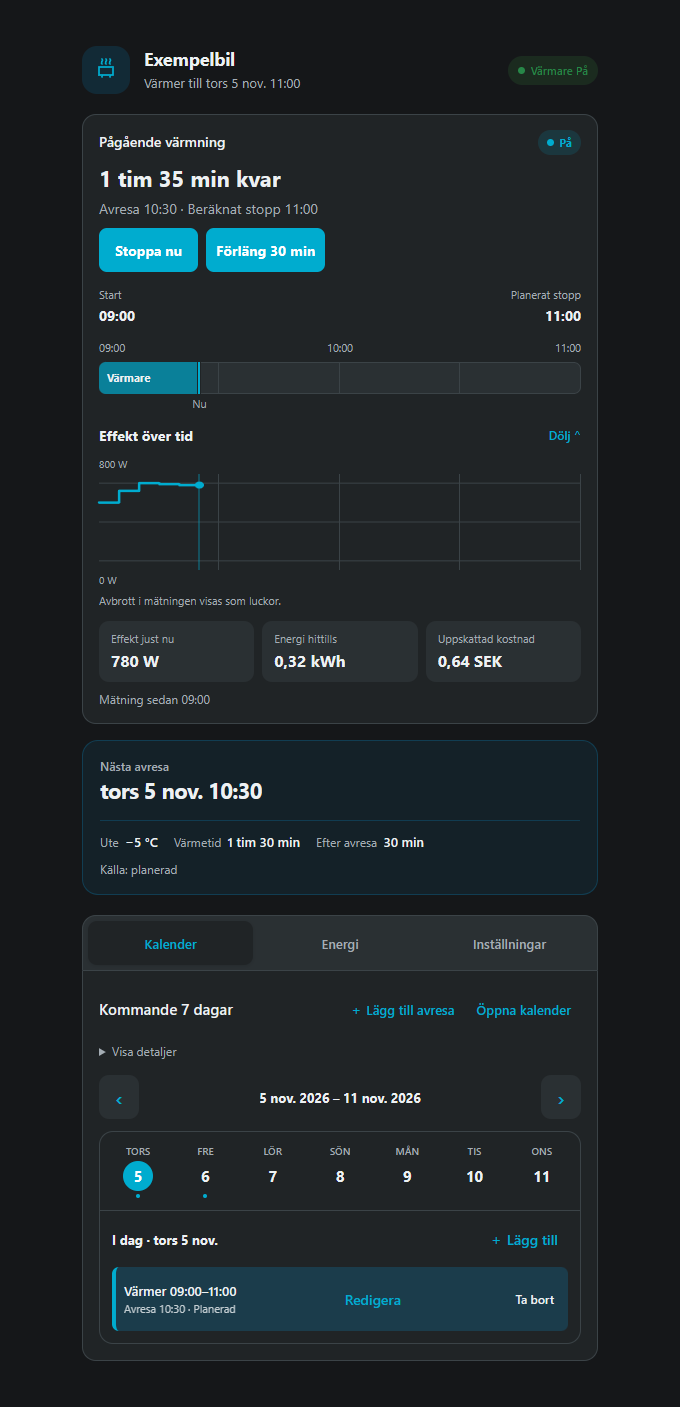 Exempelbil
Värmer till tors 5 nov. 11:00
Värmare På
Pågående värmning
På
1 tim 35 min kvar
Avresa 10:30 · Beräknat stopp 11:00
Stoppa nu
Förläng 30 min
Start
Planerat stopp
09:00
11:00
09:00
10:00
11:00
Värmare
Nu
Effekt över tid
Dölj ^
800 W
0 W
Avbrott i mätningen visas som luckor.
Effekt just nu
780 W
Energi hittills
0,32 kWh
Uppskattad kostnad
0,64 SEK
Mätning sedan 09:00
Nästa avresa
tors 5 nov. 10:30
Ute −5 °C Värmetid 1 tim 30 min Efter avresa 30 min
Källa: planerad
Kalender
Energi
Inställningar
Kommande 7 dagar
+ Lägg till avresa
Öppna kalender
▶ Visa detaljer
‹
5 nov. 2026 – 11 nov. 2026
›
TORS FRE LÖR SÖN MÅN TIS ONS
5 6 7 8 9 10 11
I dag · tors 5 nov.
+ Lägg till
Värmer 09:00–11:00
Avresa 10:30 · Planerad
Redigera
Ta bort